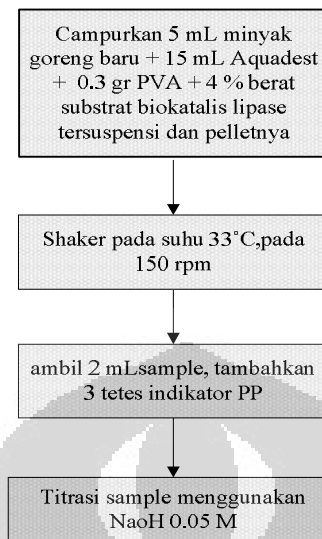 Campurkan 5 mL minyak
goreng baru + 15 mL Aquadest
+ 0.3 gr PVA + 4 % berat
substrat biokatalis lipase
tersuspensi dan pelletnya
Shaker pada suhu 33°C,pada
150 rpm
ambil 2 mLsample, tambahkan
3 tetes indikator PP
Titrasi sample menggunakan
NaoH 0.05 M